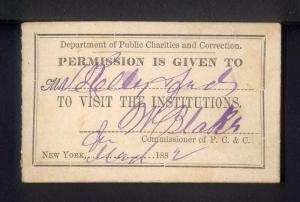 Department of Public Charities and Correction.
PERMISSION IS GIVEN TO
TO VISIT THE INSTITUTIONS.
Blake
Commissioner of P. C. & C.
NEW YORK, 188